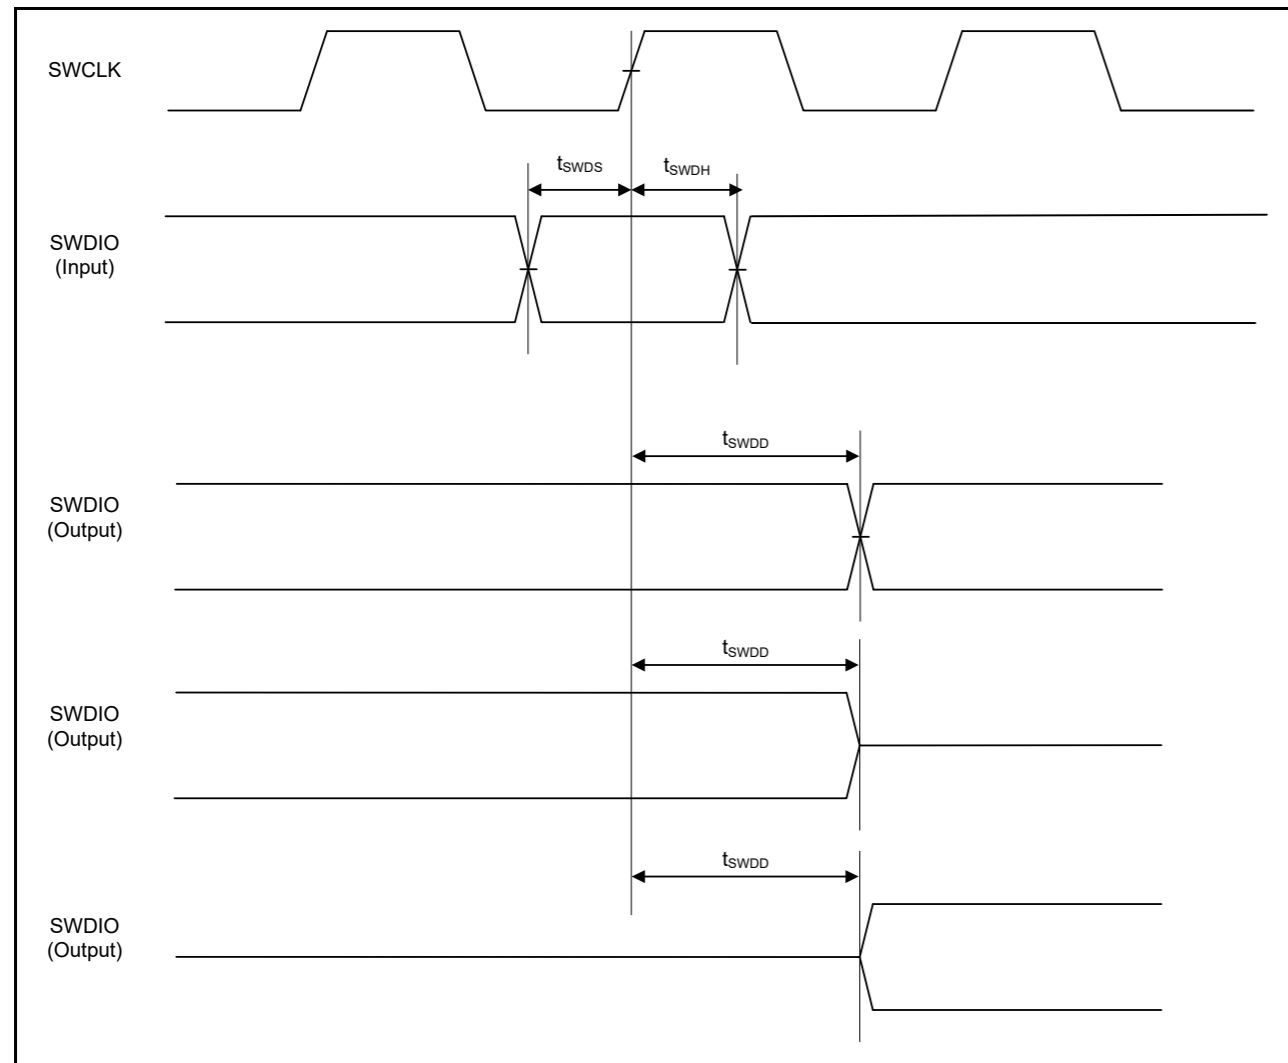 SWCLK
tSWDS
tSWDH
SWDIO
(Input)
tSWDD
SWDIO
(Output)
tSWDD
SWDIO
(Output)
tSWDD
SWDIO
(Output)